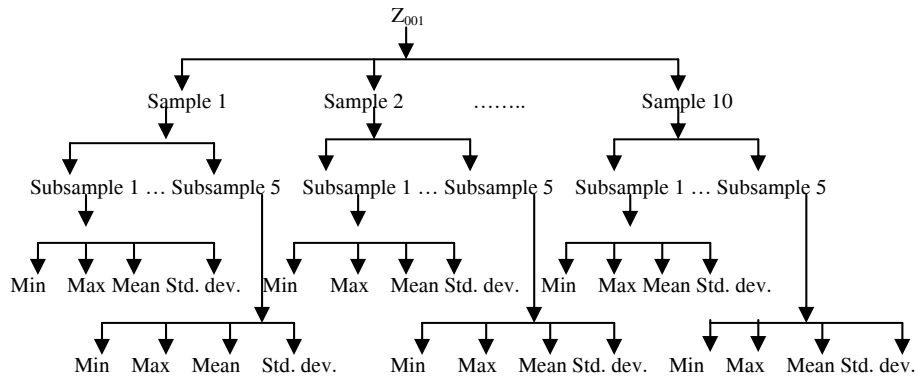 Z001
Sample 1 Sample 2 …….. Sample 10
Subsample 1 … Subsample 5 Subsample 1 … Subsample 5 Subsample 1 … Subsample 5
Min Max Mean Std. dev. Min Max Mean Std. dev. Min Max Mean Std. dev.
Min Max Mean Std. dev. Min Max Mean Std. dev. Min Max Mean Std. dev.